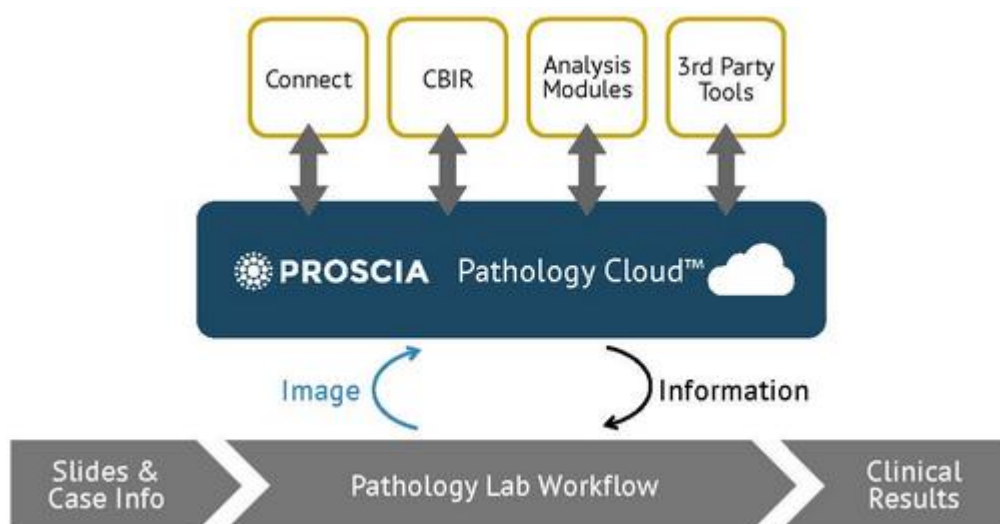 Connect
CBIR
Analysis
Modules
3rd Party
Tools
PROSCIA Pathology Cloud™
Image
Information
Slides &
Case Info
Pathology Lab Workflow
Clinical
Results